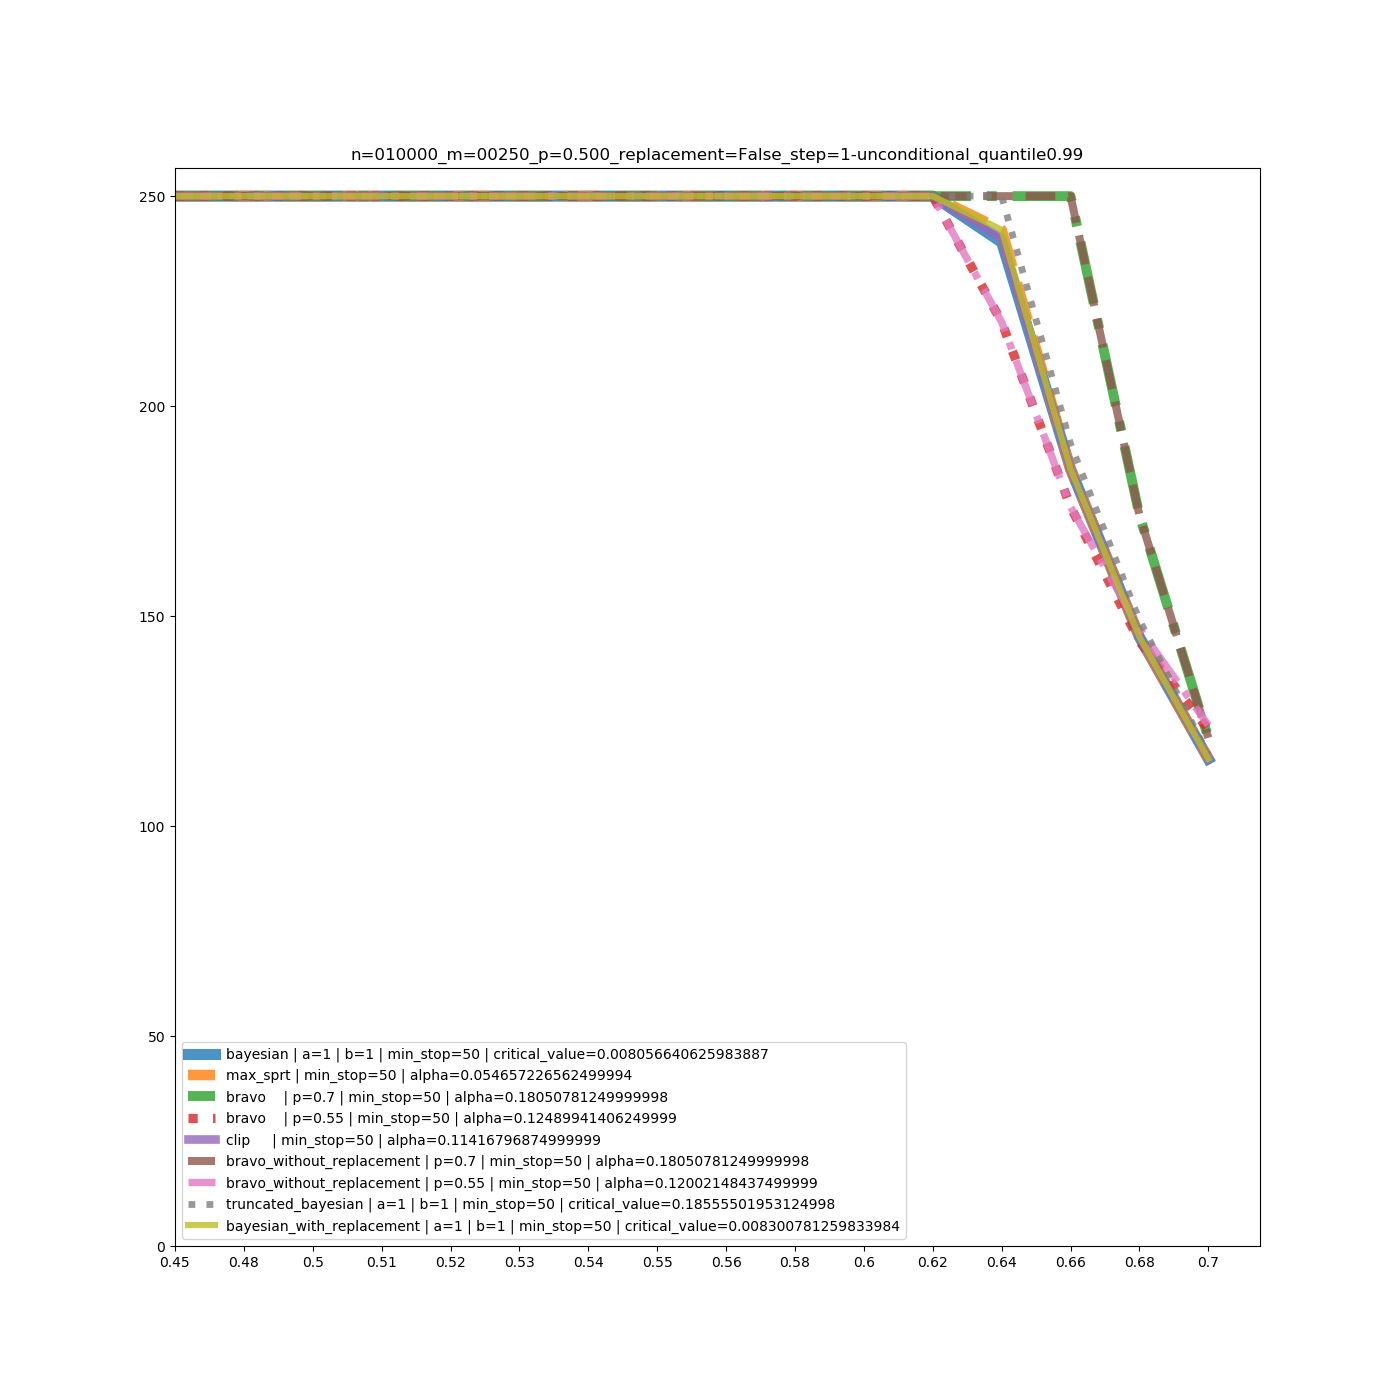 n=010000_m=00250_p=0.500_replacement=False_step=1-unconditional_quantile0.99
250
200
150
100
50
0
bayesian | a=1 | b=1 | min_stop=50 | critical_value=0.008056640625983887
max_sprt | min_stop=50 | alpha=0.054657226562499994
bravo | p=0.7 | min_stop=50 | alpha=0.18050781249999998
bravo | p=0.55 | min_stop=50 | alpha=0.12489941406249999
clip | min_stop=50 | alpha=0.11416796874999999
bravo_without_replacement | p=0.7 | min_stop=50 | alpha=0.18050781249999998
bravo_without_replacement | p=0.55 | min_stop=50 | alpha=0.12002148437499999
truncated_bayesian | a=1 | b=1 | min_stop=50 | critical_value=0.18555501953124998
bayesian_with_replacement | a=1 | b=1 | min_stop=50 | critical_value=0.008300781259833984
0.45 0.48 0.5 0.51 0.52 0.53 0.54 0.55 0.56 0.58 0.6 0.62 0.64 0.66 0.68 0.7